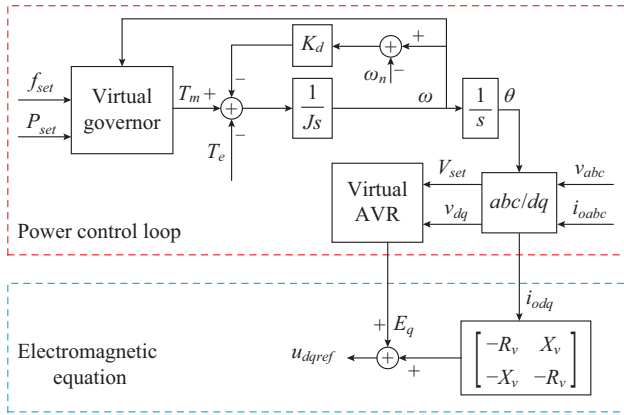 K_d
+
ω_n
−
−
f_set
P_set
Virtual
governor
T_m +
+
−
T_e
1
Js
ω
1
s
θ
Virtual
AVR
V_set
v_dq
abc/dq
v_abc
i_oabc
Power control loop
i_odq
+ E_q
Electromagnetic
equation
u_dqref
+
+
−R_v X_v
−X_v −R_v